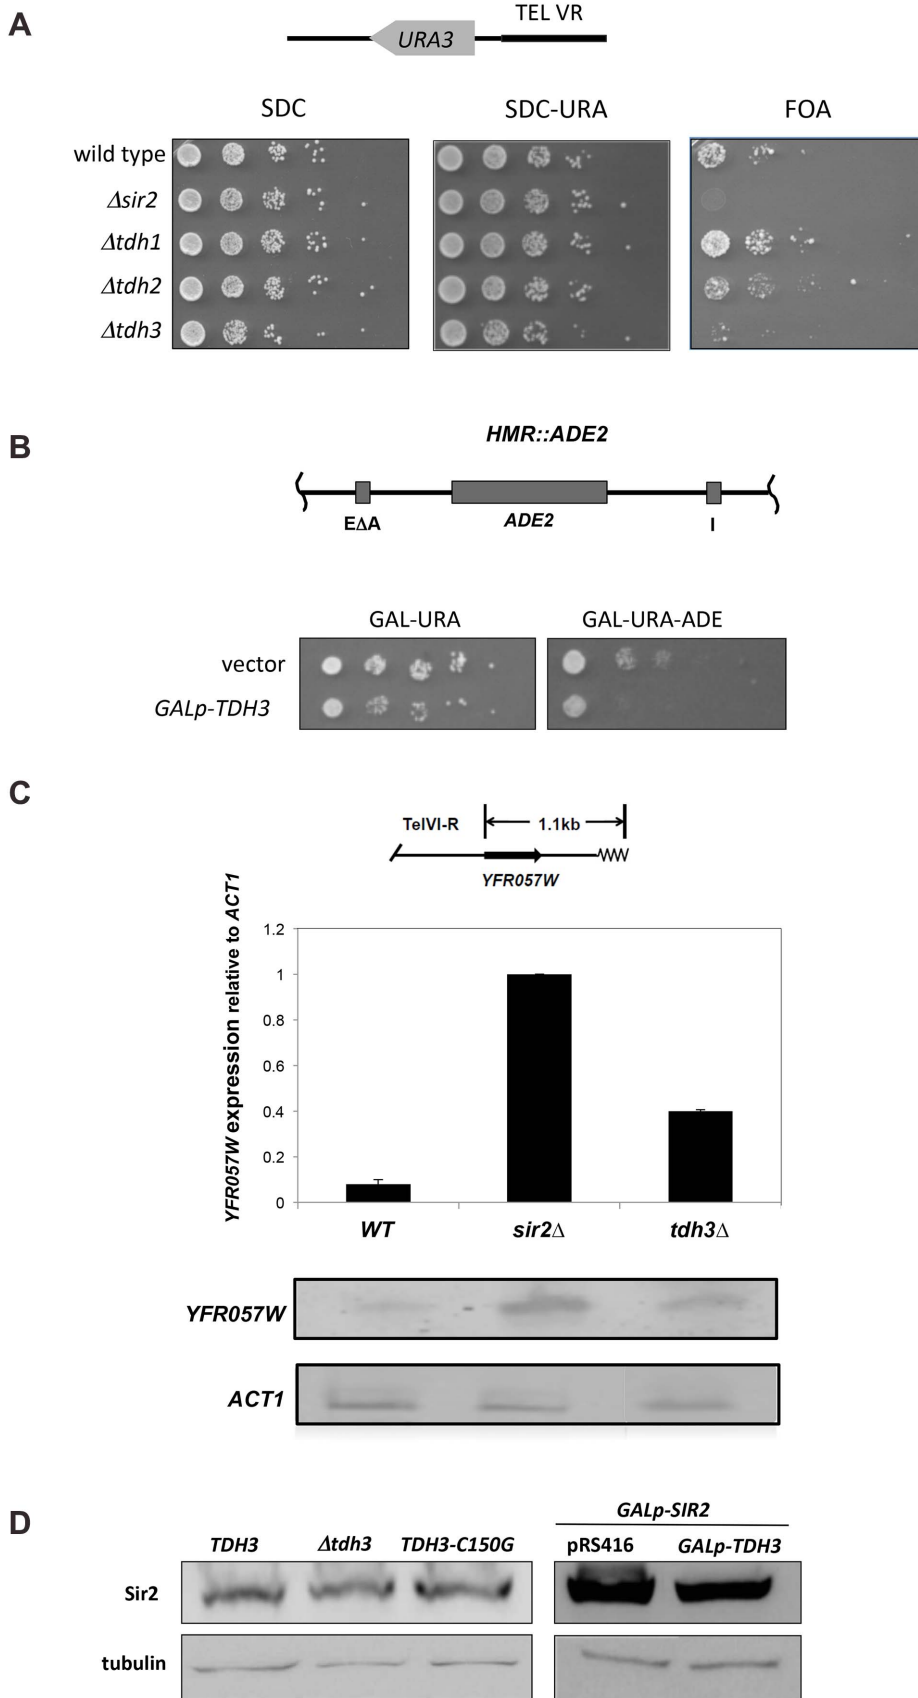 A
TEL VR
URA3
SDC
SDC-URA
FOA
wild type
Δsir2
Δtdh1
Δtdh2
Δtdh3
B
HMR::ADE2
EΔA
ADE2
I
GAL-URA
GAL-URA-ADE
vector
GALp-TDH3
C
TelVI-R
1.1kb
YFR057W
YFR057W expression relative to ACT1
1.2
1
0.8
0.6
0.4
0.2
0
WT
sir2Δ
tdh3Δ
YFR057W
ACT1
D
GALp-SIR2
TDH3
Δtdh3
TDH3-C150G
pRS416
GALp-TDH3
Sir2
tubulin